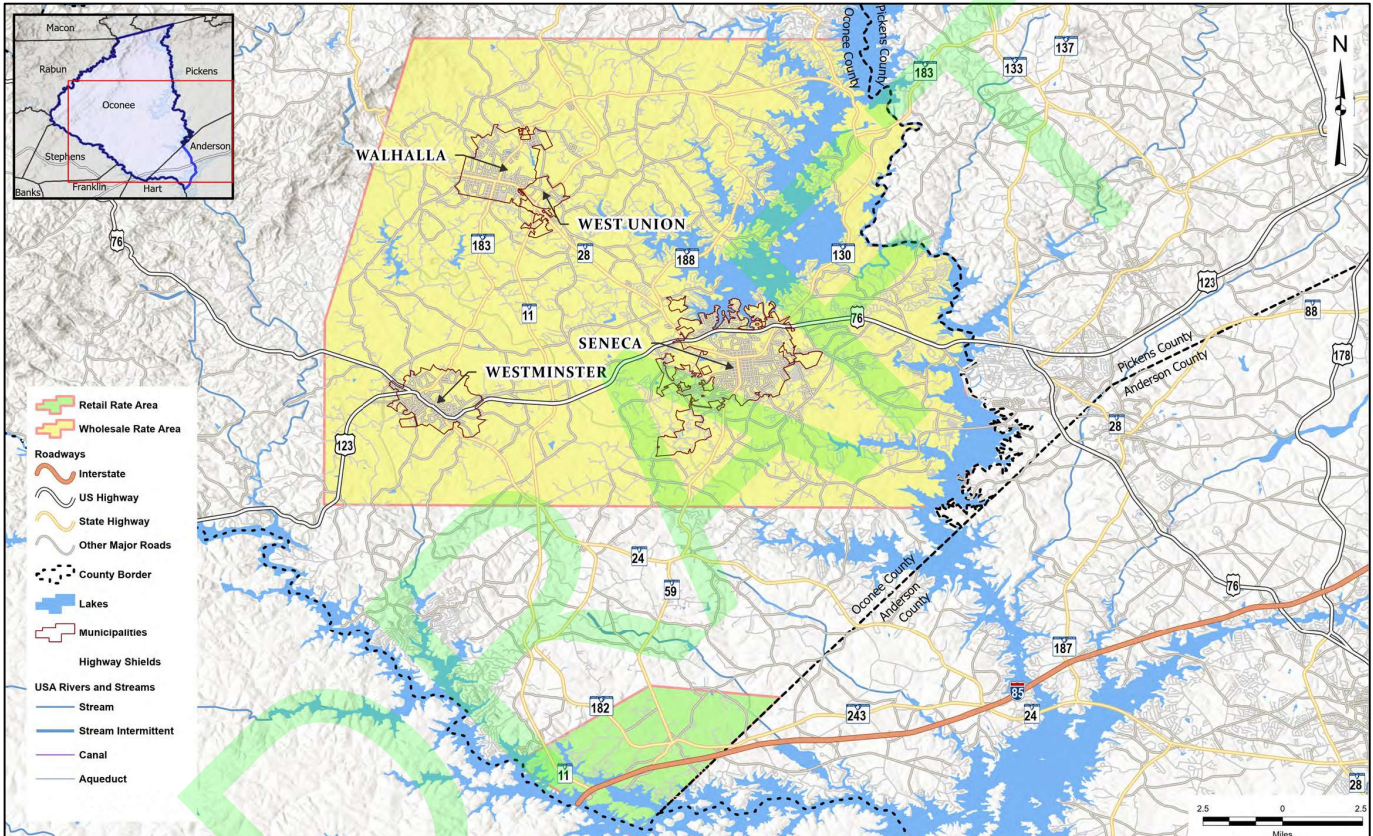 Macon
Rabun
Pickens
Oconee
Anderson
Stephens
Franklin
Hart
Banks
N
Oconee County
Pickens County
183
133
137
76
WALHALLA
WEST UNION
183
28
188
130
11
123
88
178
76
SENECA
WESTMINSTER
Pickens County
Anderson County
28
123
24
59
Oconee County
Anderson County
76
187
85
24
182
243
11
28
Retail Rate Area
Wholesale Rate Area
Roadways
Interstate
US Highway
State Highway
Other Major Roads
County Border
Lakes
Municipalities
Highway Shields
USA Rivers and Streams
Stream
Stream Intermittent
Canal
Aqueduct
2.5 0 2.5
Miles
DRAFT